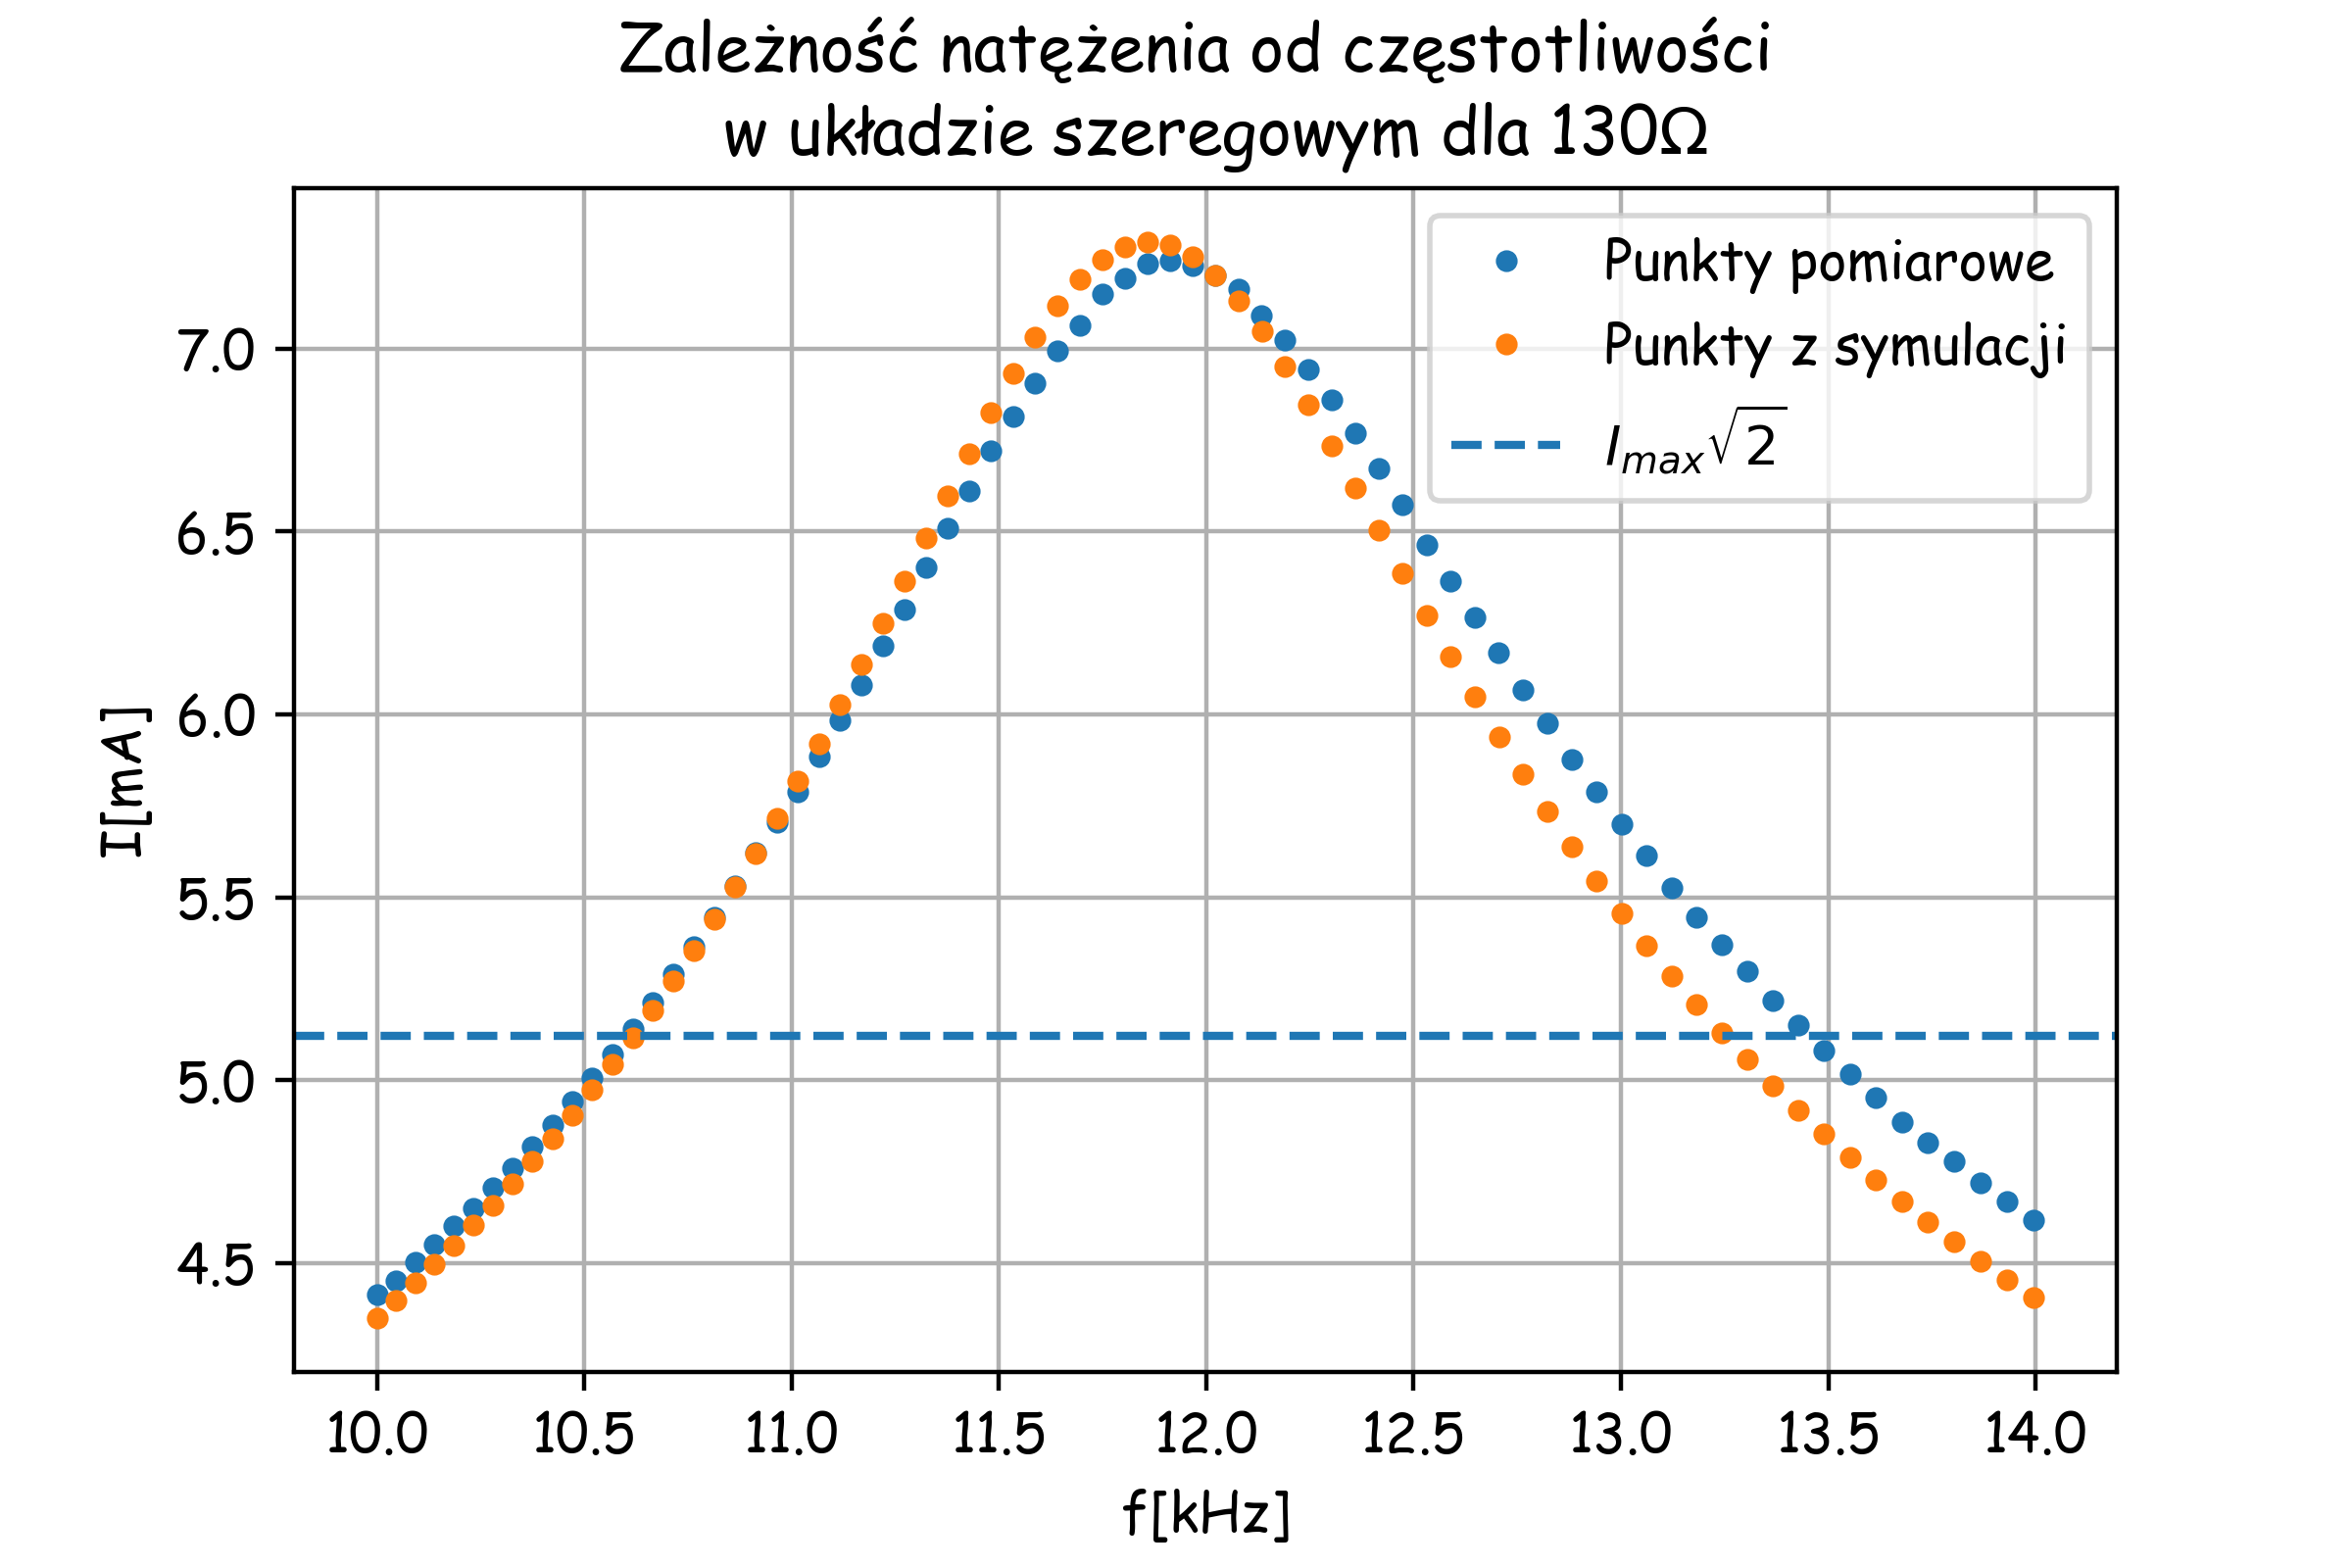 Zależność natężenia od częstotliwości
w układzie szeregowym dla 130Ω
Punkty pomiarowe
Punkty z symulacji
I_{max}√2
7.0
6.5
6.0
5.5
5.0
4.5
I[mA]
10.0 10.5 11.0 11.5 12.0 12.5 13.0 13.5 14.0
f[kHz]